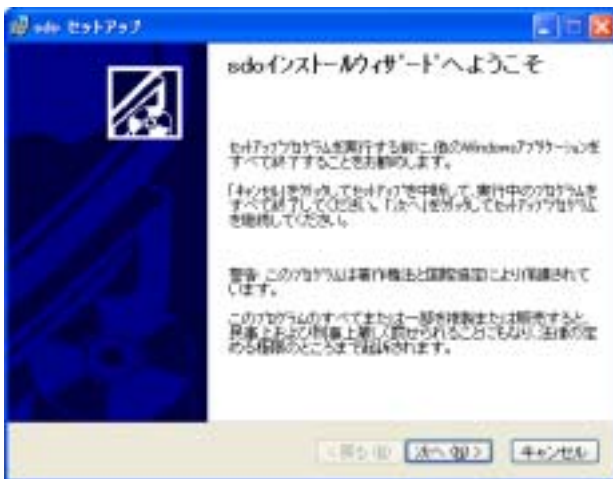 sdo セットアップ
sdoインストールウィザードへようこそ
セットアッププログラムを実行する前に、他のWindowsアプリケーションを
すべて終了することをお勧めします。
「キャンセル」をクリックしてセットアップを中断して、実行中のプログラムを
すべて終了してください。「次へ」をクリックしてセットアッププログラム
を継続してください。
警告 このプログラムは著作権法と国際協定により保護されて
います。
このプログラムのすべてまたは一部を複製または販売すると、
民事上および刑事上厳しく罰せられることにもなり、法律の定
める極限のところまで起訴されます。
< 戻る(B) 次へ(N) > キャンセル